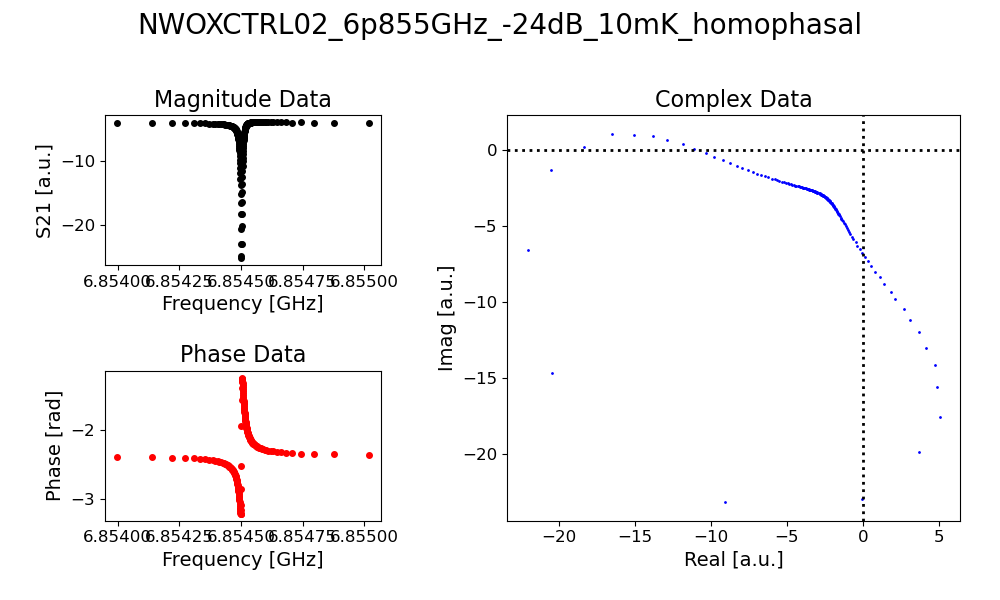 NWOXCTRL02_6p855GHz_-24dB_10mK_homophasal
Magnitude Data
S21 [a.u.]
−10
−20
6.85400 6.85425 6.85450 6.85475 6.85500
Frequency [GHz]
Phase Data
Phase [rad]
−2
−3
6.85400 6.85425 6.85450 6.85475 6.85500
Frequency [GHz]
Complex Data
Imag [a.u.]
0
−5
−10
−15
−20
−20 −15 −10 −5 0 5
Real [a.u.]